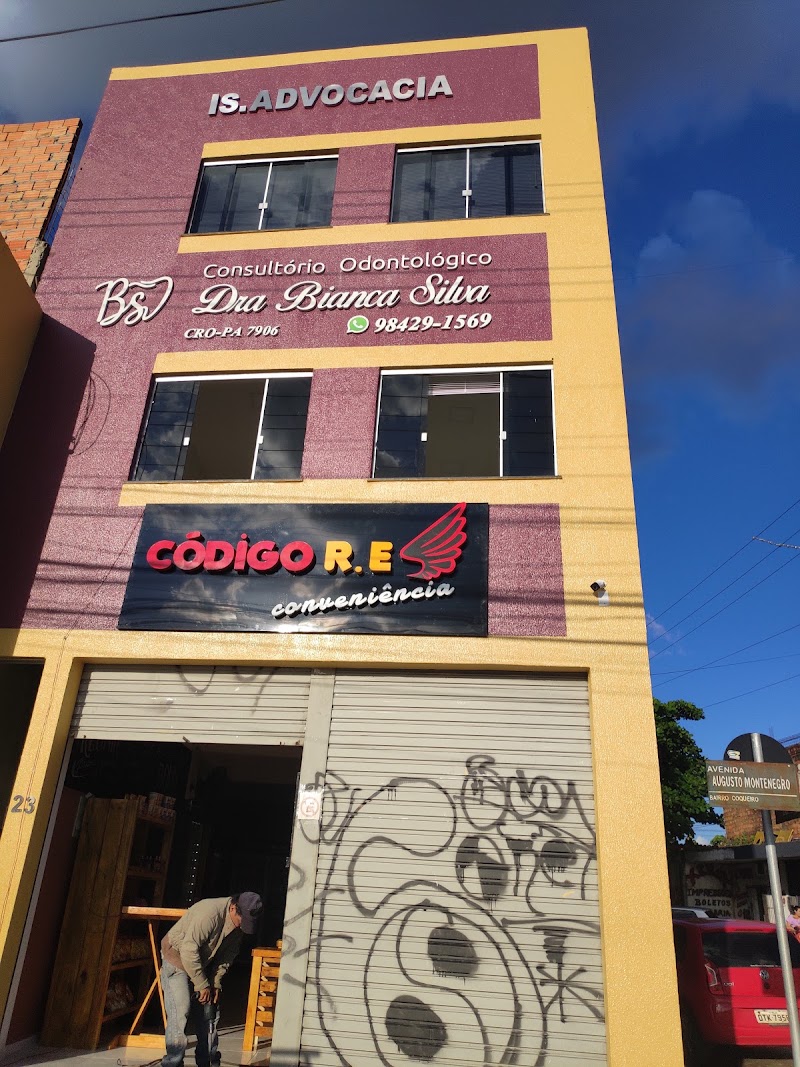 IS.ADVOCACIA
Consultório Odontológico
BS
Dra Bianca Silva
CRO-PA 7906
98429-1569
CÓDIGO R.E
conveniência
23
AVENIDA
AUGUSTO MONTENEGRO
BAIRRO COQUEIRO
BOLETOS